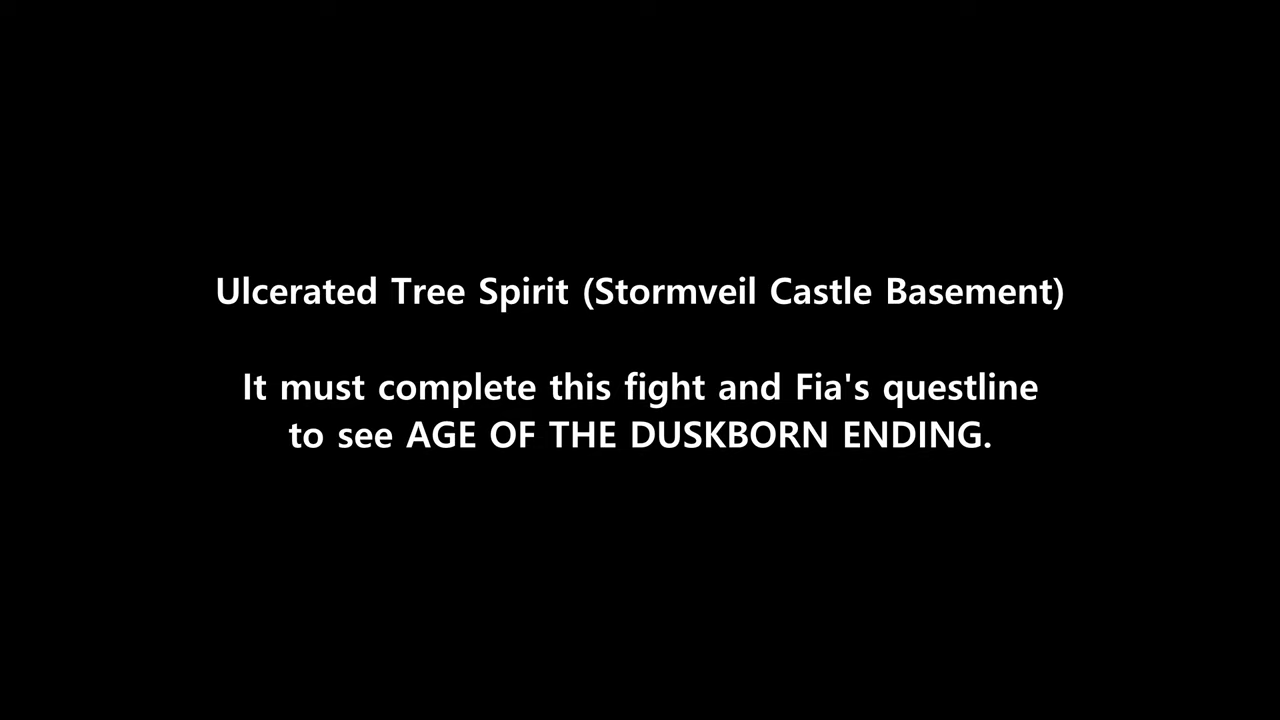 Ulcerated Tree Spirit (Stormveil Castle Basement)
It must complete this fight and Fia's questline
to see AGE OF THE DUSKBORN ENDING.